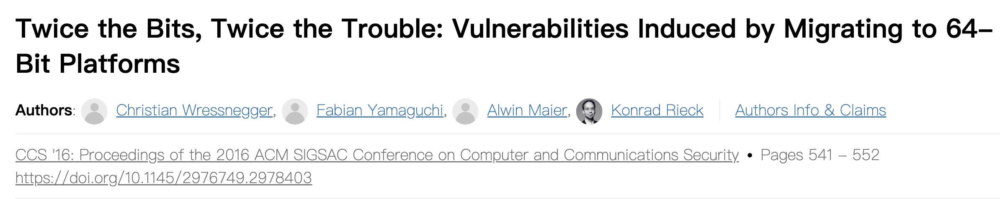 Twice the Bits, Twice the Trouble: Vulnerabilities Induced by Migrating to 64–
Bit Platforms
Authors: Christian Wressnegger, Fabian Yamaguchi, Alwin Maier, Konrad Rieck Authors Info & Claims
CCS '16: Proceedings of the 2016 ACM SIGSAC Conference on Computer and Communications Security • Pages 541 – 552
https://doi.org/10.1145/2976749.2978403